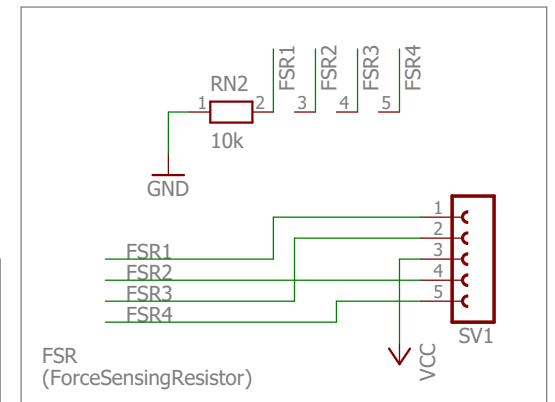 FSR1
FSR2
FSR3
FSR4
RN2
1
2
3
4
5
10k
GND
1
2
3
4
5
FSR1
FSR2
FSR3
FSR4
SV1
VCC
FSR
(ForceSensingResistor)